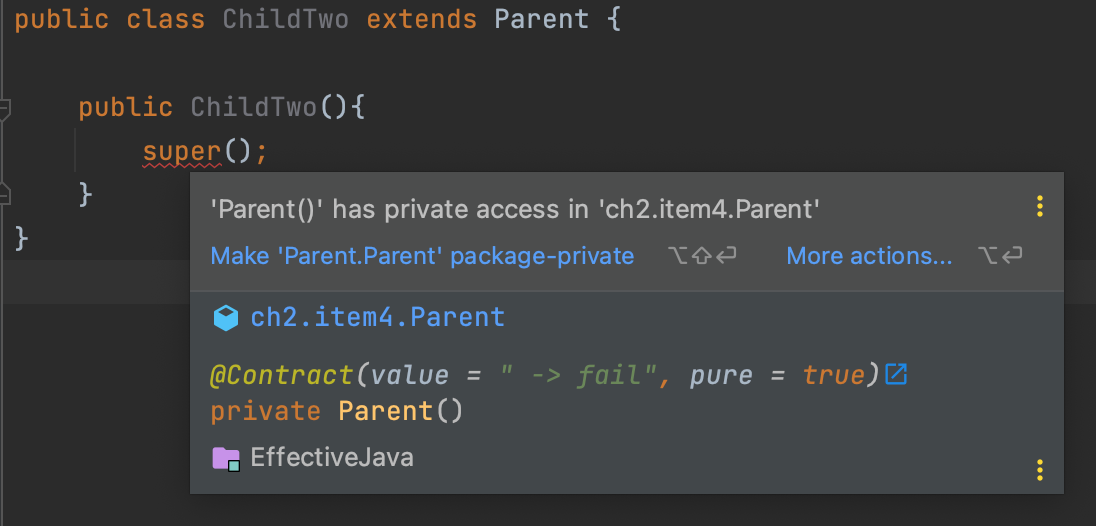 public class ChildTwo extends Parent {
public ChildTwo(){
super();
}
}
'Parent()' has private access in 'ch2.item4.Parent'
Make 'Parent.Parent' package-private ⌥⇧⏎ More actions... ⌥⏎
ch2.item4.Parent
@Contract(value = " -> fail", pure = true)
private Parent()
EffectiveJava